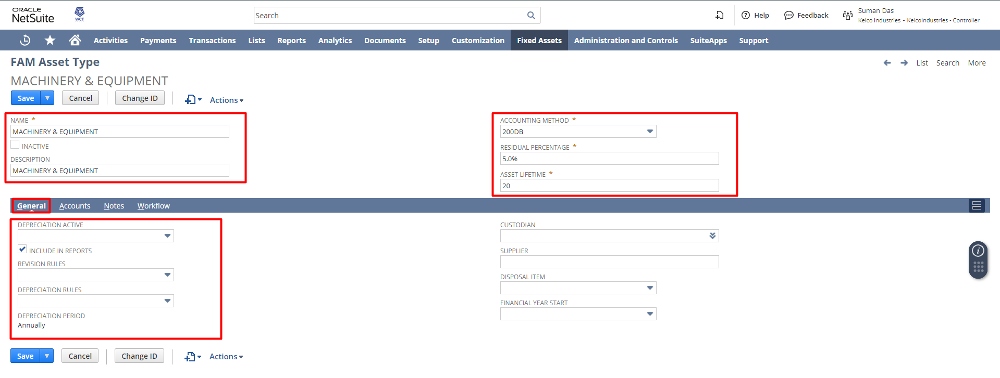 ORACLE
NetSuite
WCT
Search
Help
Feedback
Suman Das
Kelco Industries - KelcoIndustries - Controller
Activities Payments Transactions Lists Reports Analytics Documents Setup Customization Fixed Assets Administration and Controls SuiteApps Support
FAM Asset Type
List Search More
MACHINERY & EQUIPMENT
Save Cancel Change ID Actions
NAME *
MACHINERY & EQUIPMENT
INACTIVE
DESCRIPTION
MACHINERY & EQUIPMENT
ACCOUNTING METHOD *
200DB
RESIDUAL PERCENTAGE *
5.0%
ASSET LIFETIME *
20
General Accounts Notes Workflow
DEPRECIATION ACTIVE
INCLUDE IN REPORTS
REVISION RULES
DEPRECIATION RULES
DEPRECIATION PERIOD
Annually
CUSTODIAN
SUPPLIER
DISPOSAL ITEM
FINANCIAL YEAR START
Save Cancel Change ID Actions